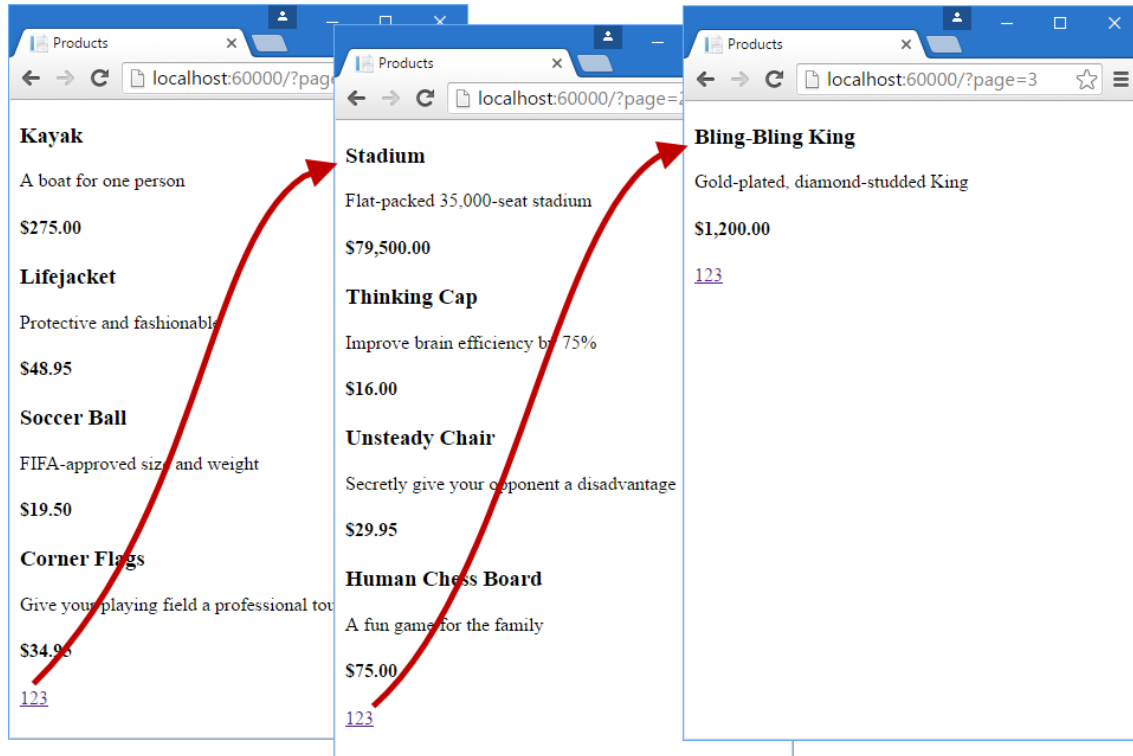 Products
localhost:60000/?page
Kayak
A boat for one person
$275.00
Lifejacket
Protective and fashionable
$48.95
Soccer Ball
FIFA-approved size and weight
$19.50
Corner Flags
Give your playing field a professional tou
$34.95
123
Products
localhost:60000/?page=2
Stadium
Flat-packed 35,000-seat stadium
$79,500.00
Thinking Cap
Improve brain efficiency by 75%
$16.00
Unsteady Chair
Secretly give your opponent a disadvantage
$29.95
Human Chess Board
A fun game for the family
$75.00
123
Products
localhost:60000/?page=3
Bling-Bling King
Gold-plated, diamond-studded King
$1,200.00
123